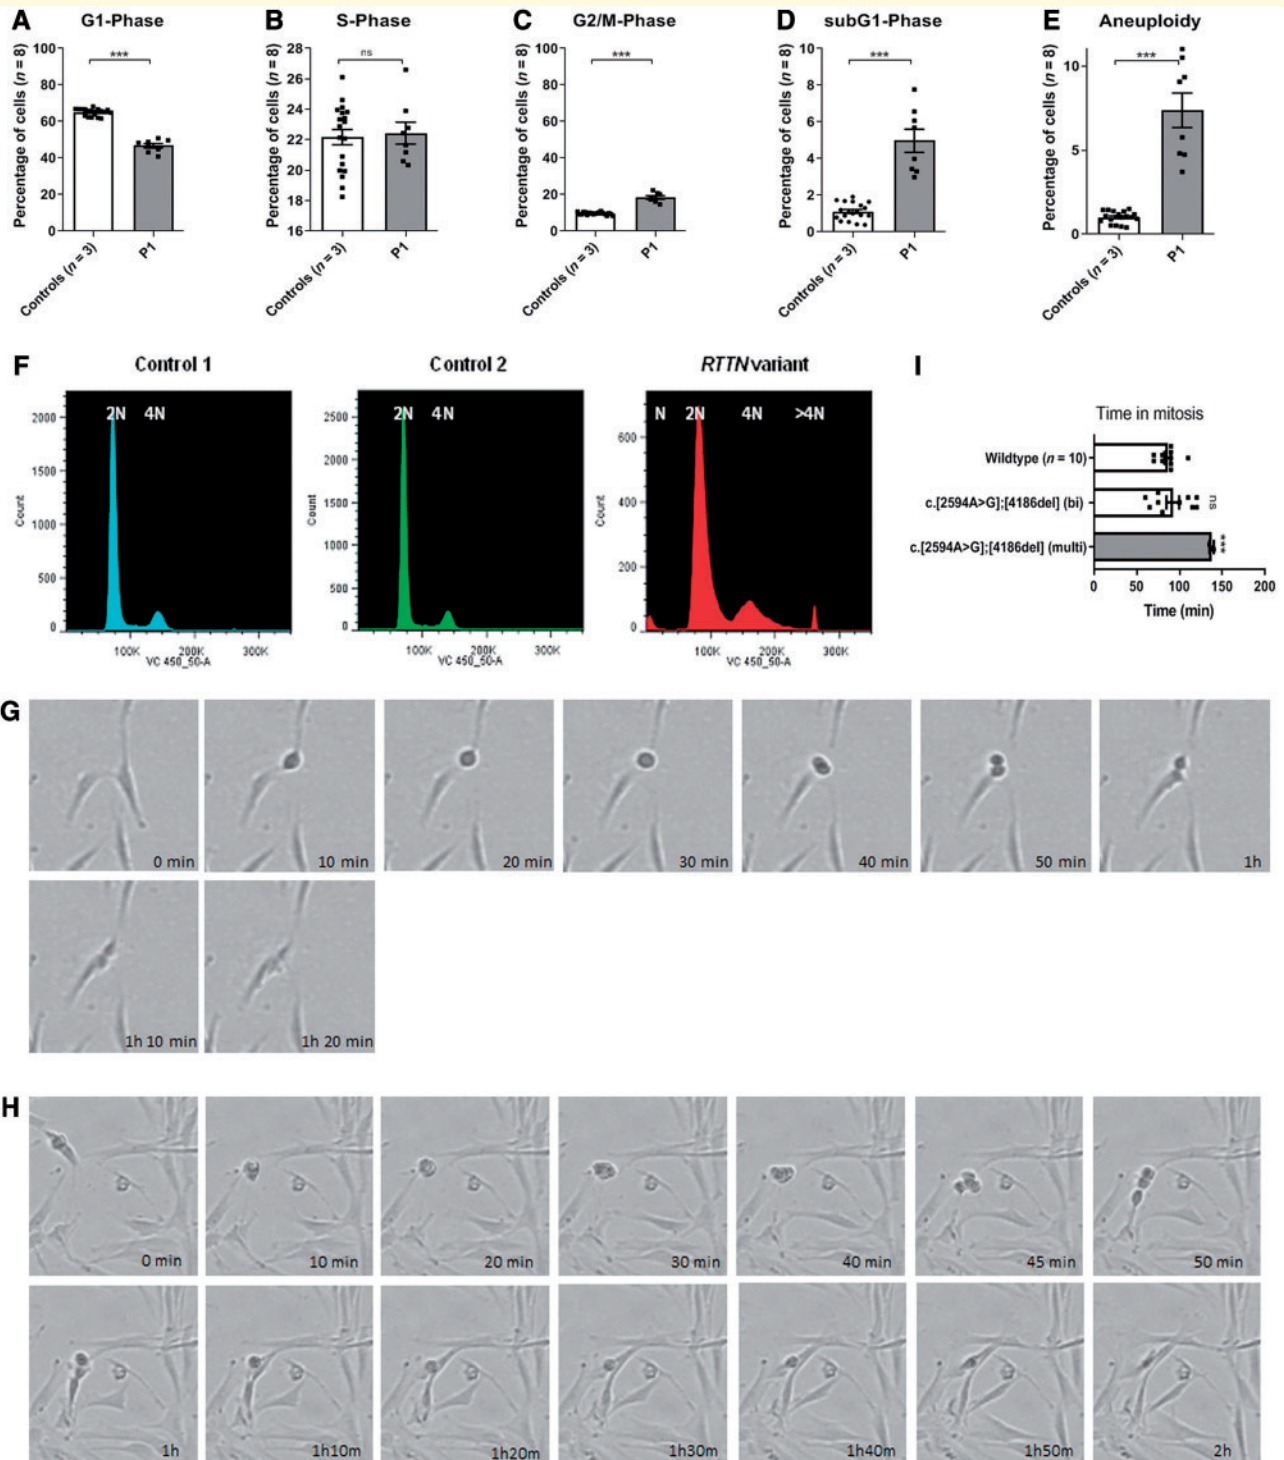 A G1-Phase
Percentage of cells (n = 8)
100
80
60
40
20
0
***
Controls (n = 3)
P1
B S-Phase
Percentage of cells (n = 8)
28
26
24
22
20
18
16
ns
Controls (n = 3)
P1
C G2/M-Phase
Percentage of cells (n = 8)
100
80
60
40
20
0
***
Controls (n = 3)
P1
D subG1-Phase
Percentage of cells (n = 8)
8
6
4
2
0
***
Controls (n = 3)
P1
E Aneuploidy
Percentage of cells (n = 8)
10
5
0
***
Controls (n = 3)
P1
F
Control 1
2N 4N
Count
2000
1500
1000
500
0
100K 200K 300K
VC 450_50-A
Control 2
2N 4N
Count
2500
2000
1500
1000
500
0
100K 200K 300K
VC 450_50-A
RTTN variant
N 2N 4N >4N
Count
600
400
200
0
100K 200K 300K
VC 450_50-A
I
Time in mitosis
Wildtype (n = 10)
c.[2594A>G];[4186del] (bi)
ns
c.[2594A>G];[4186del] (multi)
***
0 50 100 150 200
Time (min)
G
0 min
10 min
20 min
30 min
40 min
50 min
1h
1h 10 min
1h 20 min
H
0 min
10 min
20 min
30 min
40 min
45 min
50 min
1h
1h10m
1h20m
1h30m
1h40m
1h50m
2h